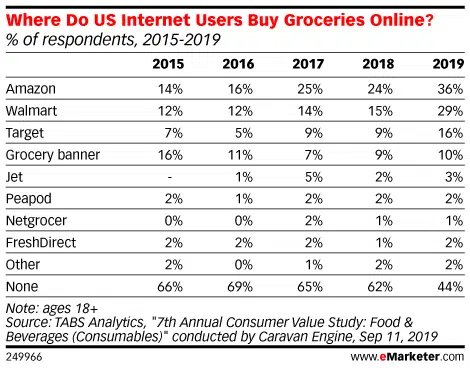 Where Do US Internet Users Buy Groceries Online?
% of respondents, 2015-2019
2015 2016 2017 2018 2019
Amazon 14% 16% 25% 24% 36%
Walmart 12% 12% 14% 15% 29%
Target 7% 5% 9% 9% 16%
Grocery banner 16% 11% 7% 9% 10%
Jet - 1% 5% 2% 3%
Peapod 2% 1% 2% 2% 2%
Netgrocer 0% 0% 2% 1% 1%
FreshDirect 2% 2% 2% 1% 2%
Other 2% 0% 1% 2% 2%
None 66% 69% 65% 62% 44%
Note: ages 18+
Source: TABS Analytics, "7th Annual Consumer Value Study: Food &
Beverages (Consumables)" conducted by Caravan Engine, Sep 11, 2019
249966 www.eMarketer.com